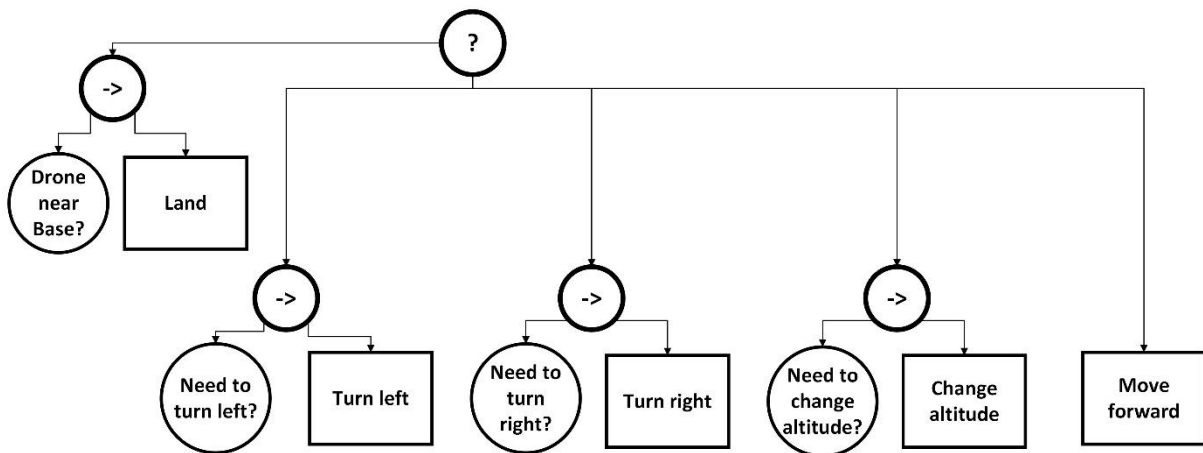 ?
->
Drone
near
Base?
Land
->
Need to
turn left?
Turn left
->
Need to
turn
right?
Turn right
->
Need to
change
altitude?
Change
altitude
Move
forward